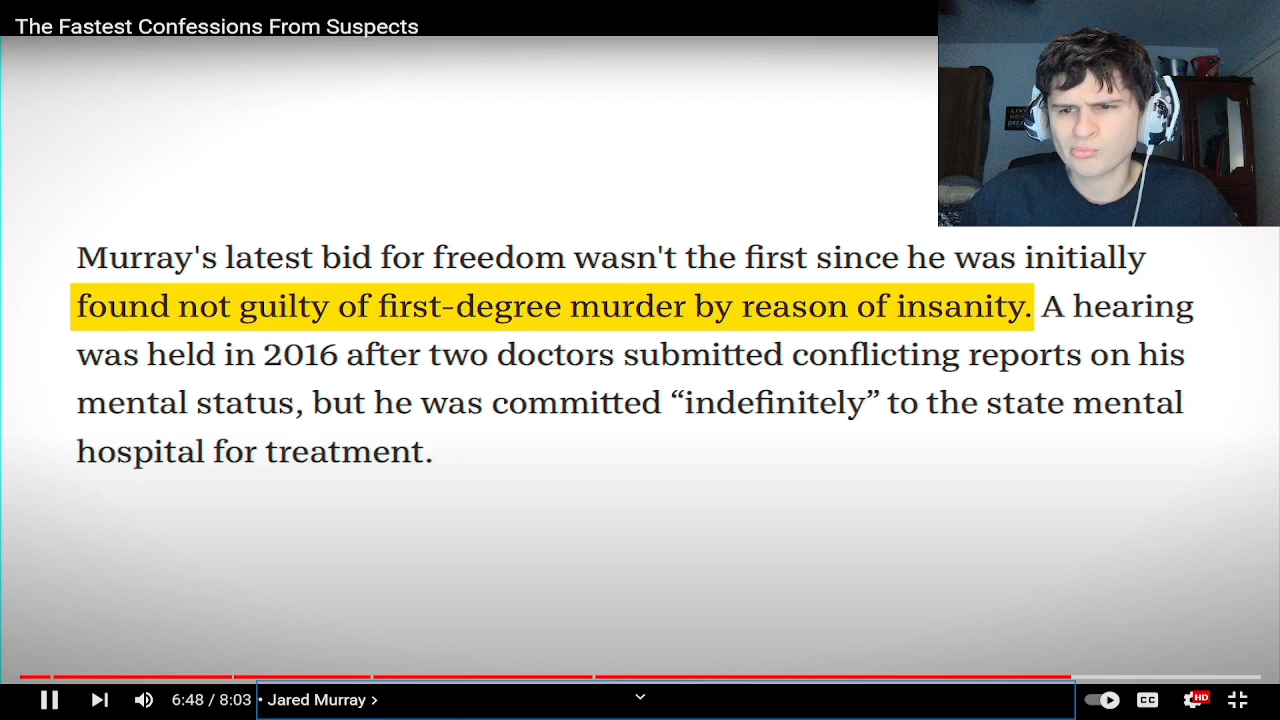 The Fastest Confessions From Suspects
LIVE
Murray's latest bid for freedom wasn't the first since he was initially
found not guilty of first-degree murder by reason of insanity. A hearing
was held in 2016 after two doctors submitted conflicting reports on his
mental status, but he was committed “indefinitely” to the state mental
hospital for treatment.
6:48 / 8:03 • Jared Murray >
CC
HD